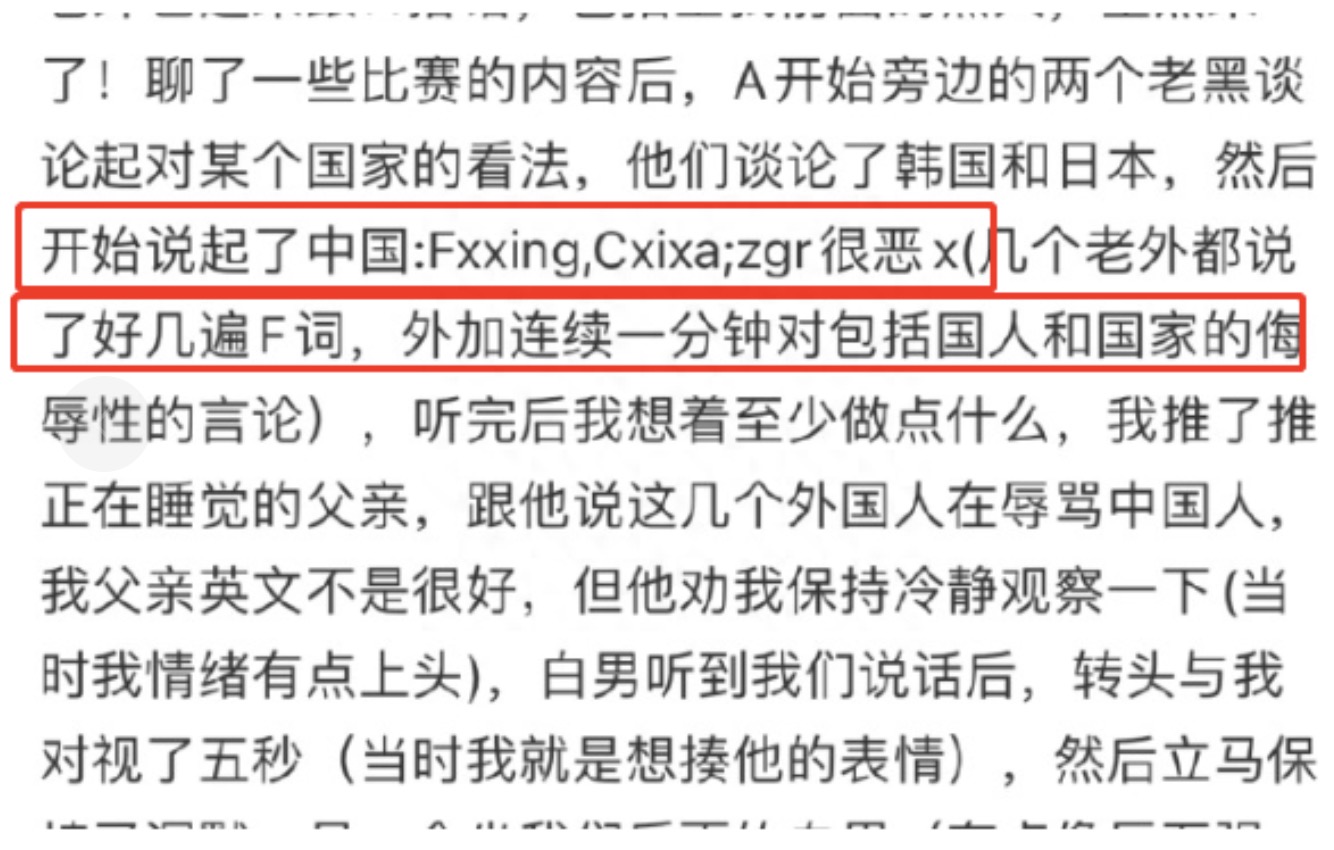 了！聊了一些比赛的内容后，A开始旁边的两个老黑谈
论起对某个国家的看法，他们谈论了韩国和日本，然后
开始说起了中国:Fxxing,Cxixa;zgr很恶x(几个老外都说
了好几遍F词，外加连续一分钟对包括国人和国家的侮
辱性的言论），听完后我想着至少做点什么，我推了推
正在睡觉的父亲，跟他说这几个外国人在辱骂中国人，
我父亲英文不是很好，但他劝我保持冷静观察一下(当
时我情绪有点上头)，白男听到我们说话后，转头与我
对视了五秒（当时我就是想揍他的表情），然后立马保